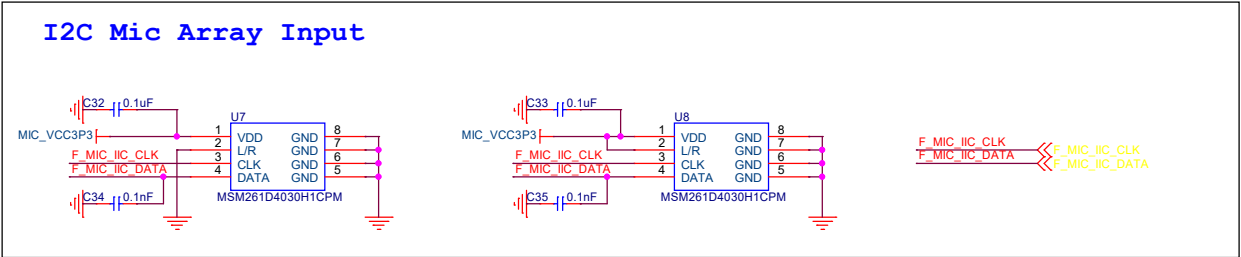 I2C Mic Array Input
C32 0.1uF
U7
MIC_VCC3P3
1 VDD GND 8
2 L/R GND 7
F_MIC_IIC_CLK 3 CLK GND 6
F_MIC_IIC_DATA 4 DATA GND 5
C34 0.1nF
MSM261D4030H1CPM
C33 0.1uF
U8
MIC_VCC3P3
1 VDD GND 8
2 L/R GND 7
F_MIC_IIC_CLK 3 CLK GND 6
F_MIC_IIC_DATA 4 DATA GND 5
C35 0.1nF
MSM261D4030H1CPM
F_MIC_IIC_CLK F_MIC_IIC_CLK
F_MIC_IIC_DATA F_MIC_IIC_DATA